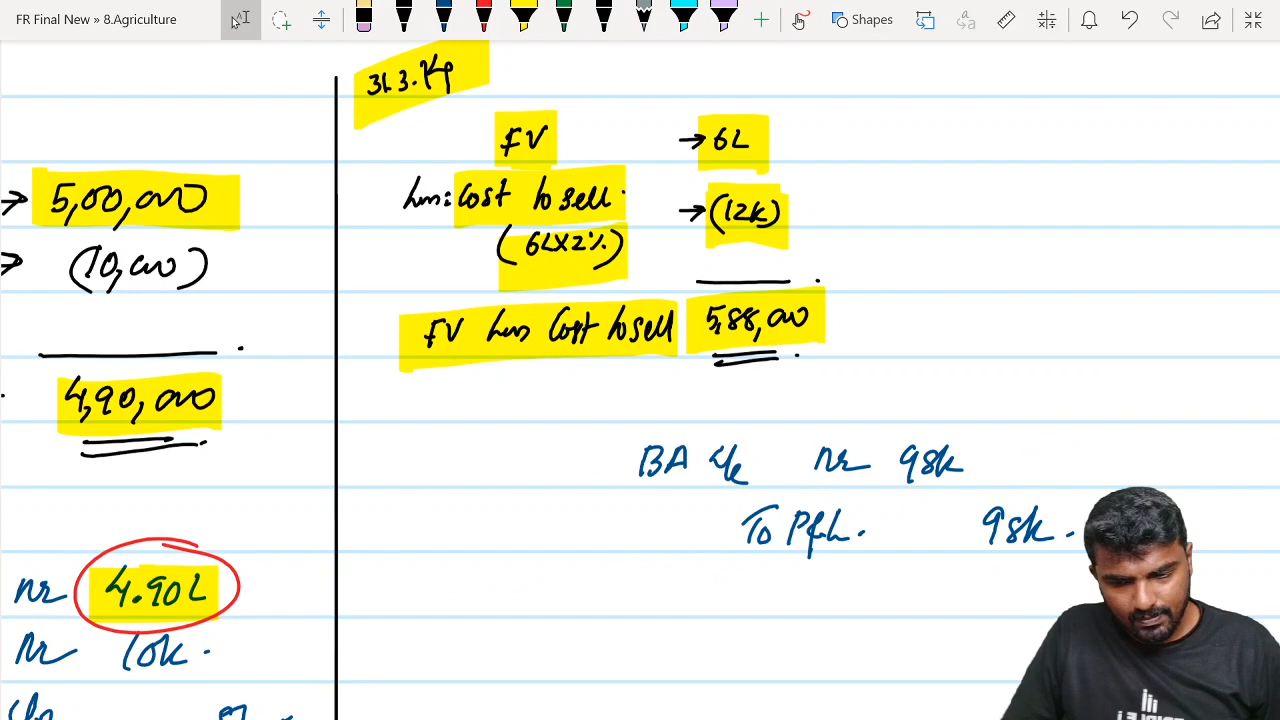 FR Final New » 8.Agriculture
Shapes
5,00,000
(10,000)
4,90,000
Dr 4.90L
Dr 10k.
FV → 6L
less: Cost to sell. → (12k)
(6L×2%)
FV less Cost to sell 5,88,000
BA a/c Dr 98k
To P&L. 98k.